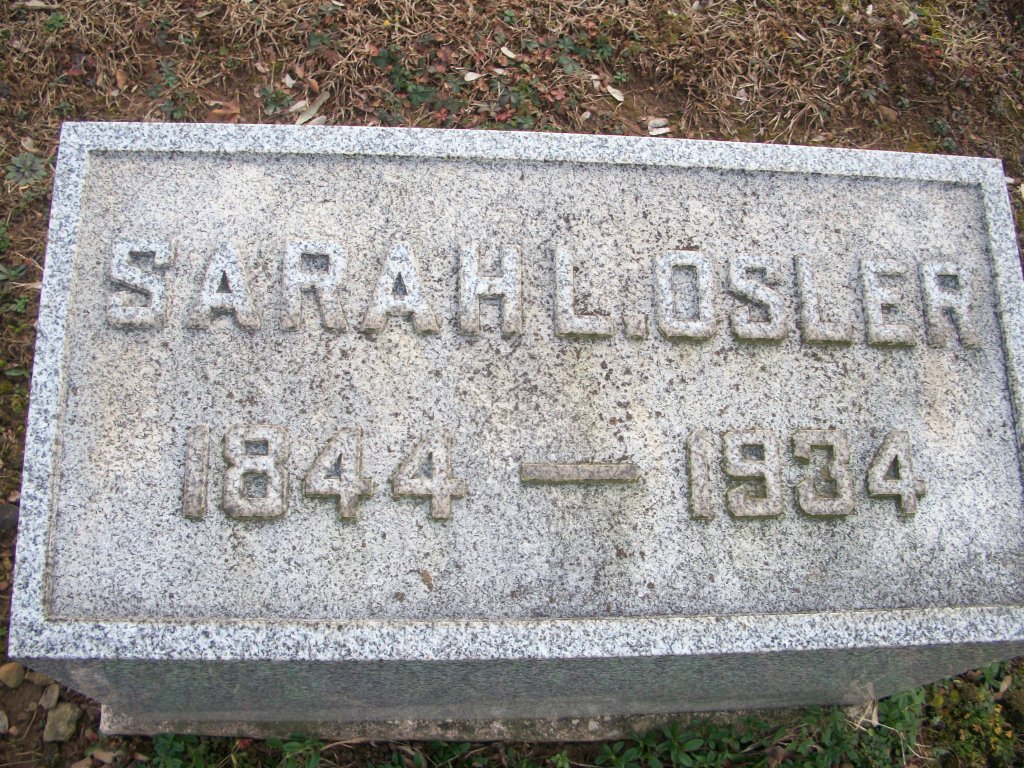 SARAH L. OSLER
1844 — 1934